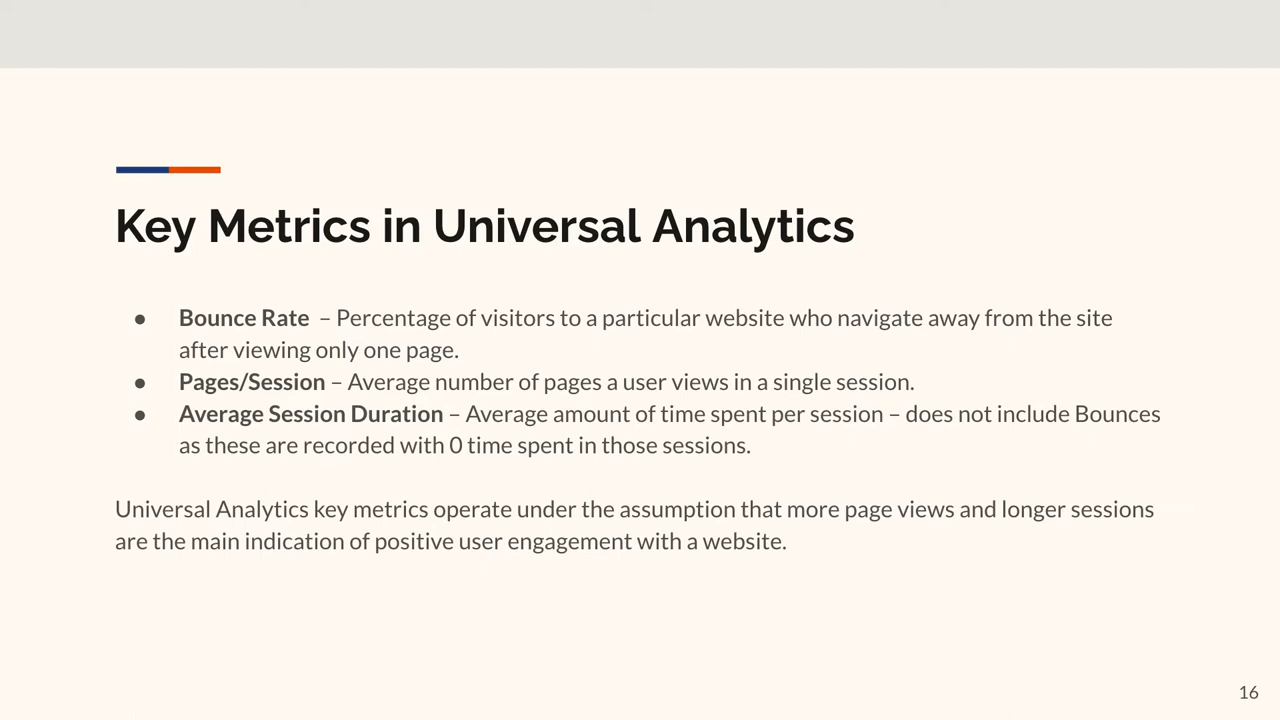 Key Metrics in Universal Analytics
● Bounce Rate – Percentage of visitors to a particular website who navigate away from the site
after viewing only one page.
● Pages/Session – Average number of pages a user views in a single session.
● Average Session Duration – Average amount of time spent per session – does not include Bounces
as these are recorded with 0 time spent in those sessions.
Universal Analytics key metrics operate under the assumption that more page views and longer sessions
are the main indication of positive user engagement with a website.
16